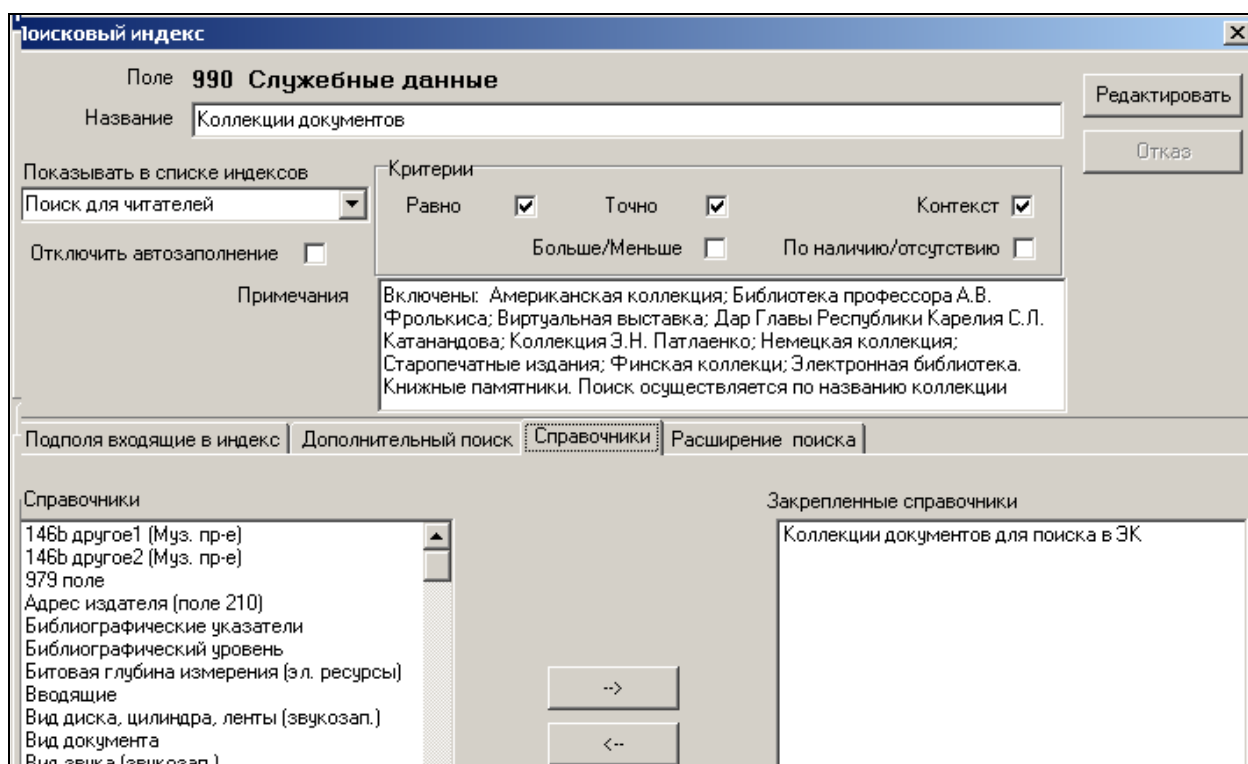 Поисковый индекс
Поле 990 Служебные данные
Редактировать
Название Коллекции документов
Отказ
Показывать в списке индексов
Критерии
Поиск для читателей
Равно Точно Контекст
Отключить автозаполнение
Больше/Меньше По наличию/отсутствию
Примечания
Включены: Американская коллекция; Библиотека профессора А.В.
Фролькиса; Виртуальная выставка; Дар Главы Республики Карелия С.Л.
Катанандова; Коллекция Э.Н. Патлаенко; Немецкая коллекция;
Старопечатные издания; Финская коллекци; Электронная библиотека.
Книжные памятники. Поиск осуществляется по названию коллекции
Подполя входящие в индекс Дополнительный поиск Справочники Расширение поиска
Справочники
Закрепленные справочники
146b другое1 (Муз. пр-е)
146b другое2 (Муз. пр-е)
979 поле
Адрес издателя (поле 210)
Библиографические указатели
Библиографический уровень
Битовая глубина измерения (эл. ресурсы)
Вводящие
Вид диска, цилиндра, ленты (звукозап.)
Вид документа
Вид звука (звукозап.)
-->
<--
Коллекции документов для поиска в ЭК